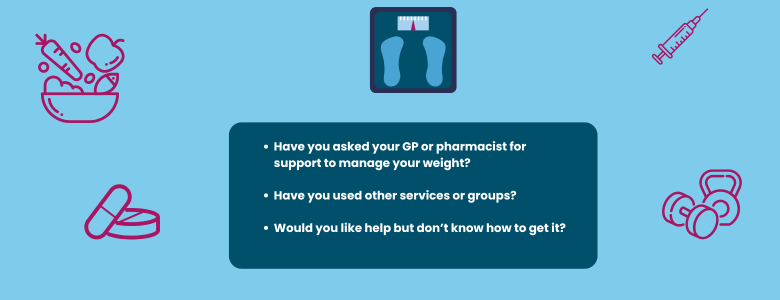 • Have you asked your GP or pharmacist for
support to manage your weight?
• Have you used other services or groups?
• Would you like help but don’t know how to get it?